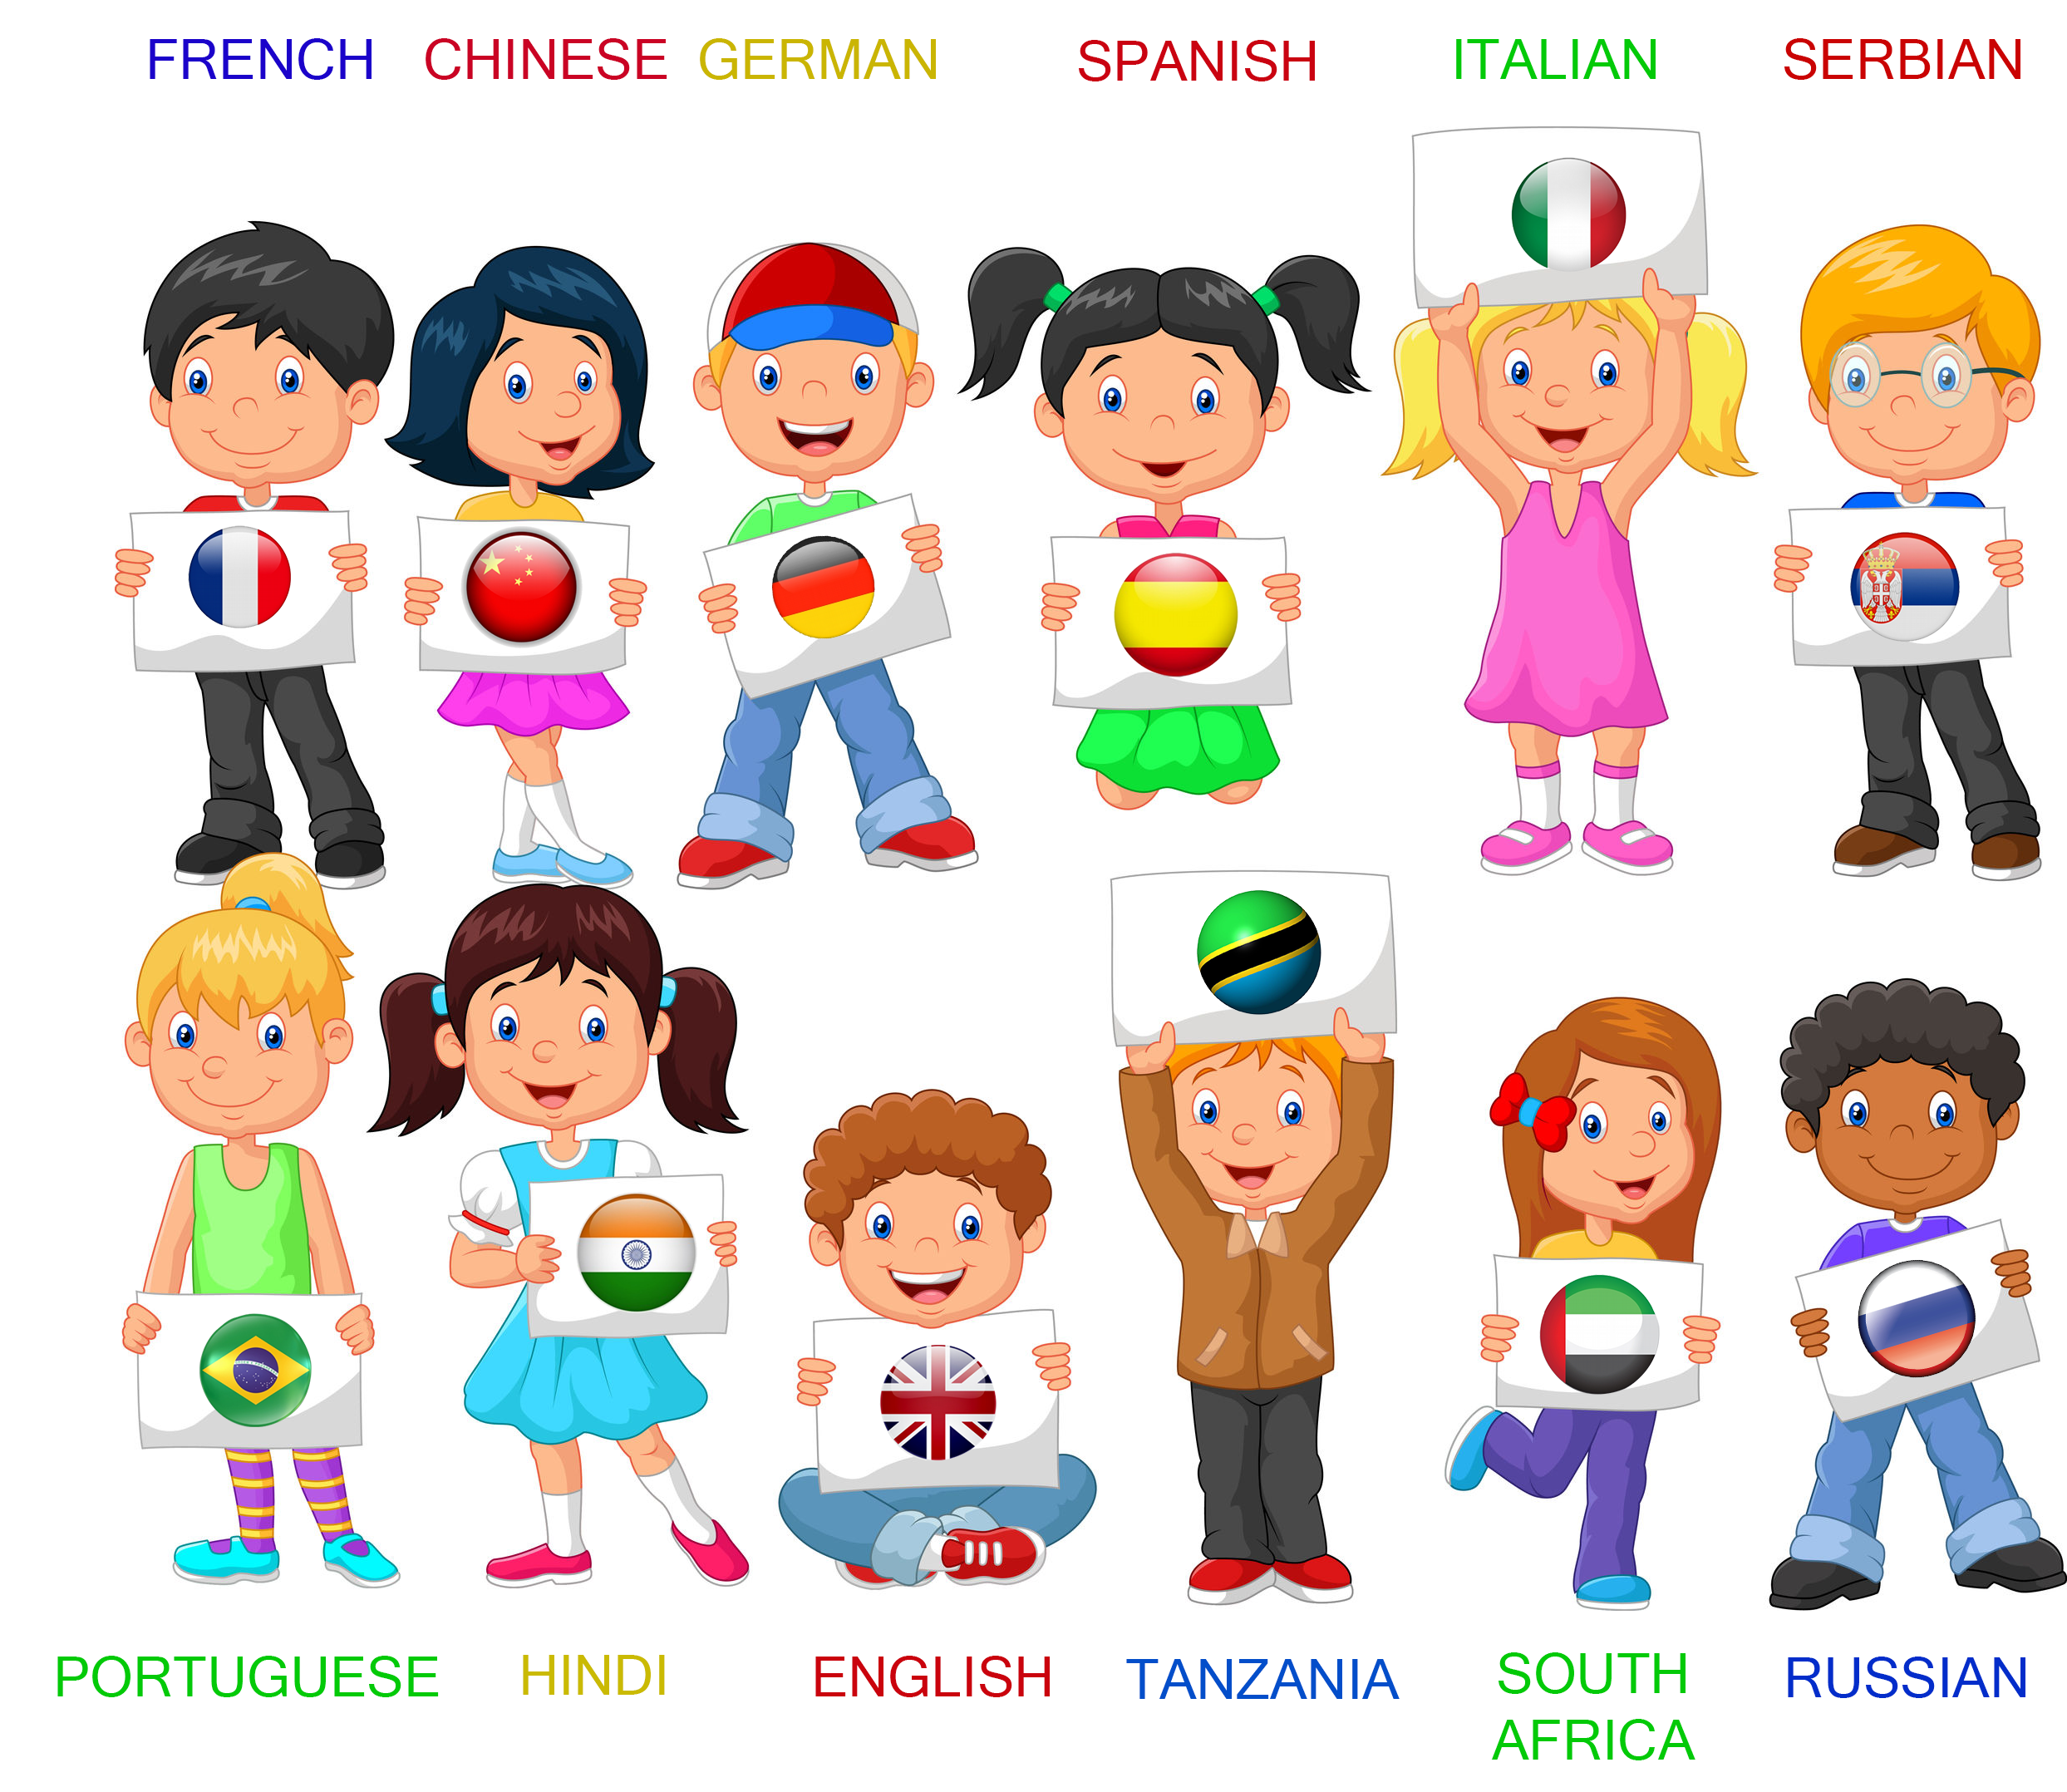 FRENCH CHINESE GERMAN SPANISH ITALIAN SERBIAN
PORTUGUESE HINDI ENGLISH TANZANIA SOUTH AFRICA RUSSIAN